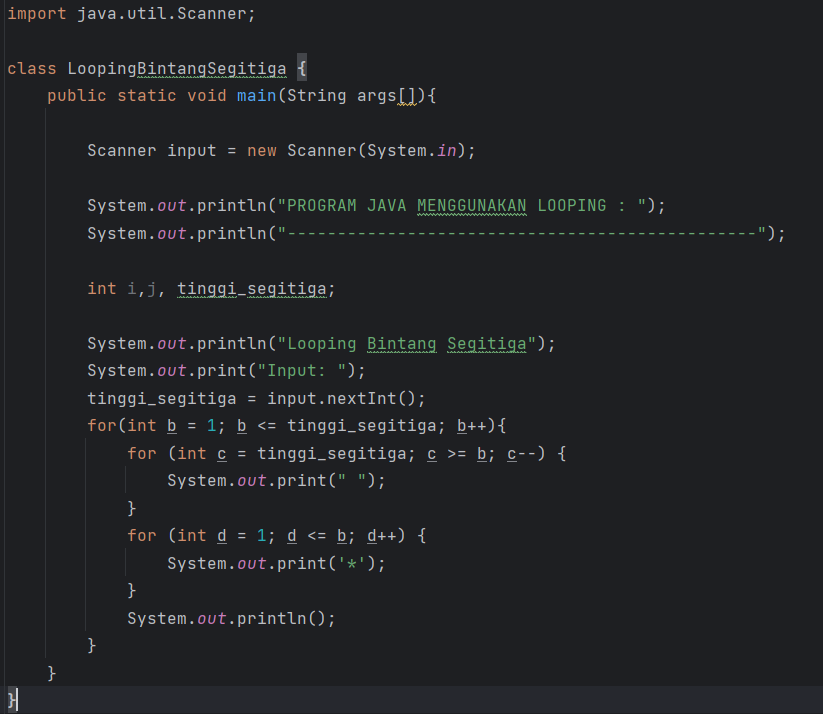 import java.util.Scanner;
class LoopingBintangSegitiga {
public static void main(String args[]){
Scanner input = new Scanner(System.in);
System.out.println("PROGRAM JAVA MENGGUNAKAN LOOPING : ");
System.out.println("-----------------------------------------------");
int i,j, tinggi_segitiga;
System.out.println("Looping Bintang Segitiga");
System.out.print("Input: ");
tinggi_segitiga = input.nextInt();
for(int b = 1; b <= tinggi_segitiga; b++){
for (int c = tinggi_segitiga; c >= b; c--) {
System.out.print(" ");
}
for (int d = 1; d <= b; d++) {
System.out.print('*');
}
System.out.println();
}
}
}